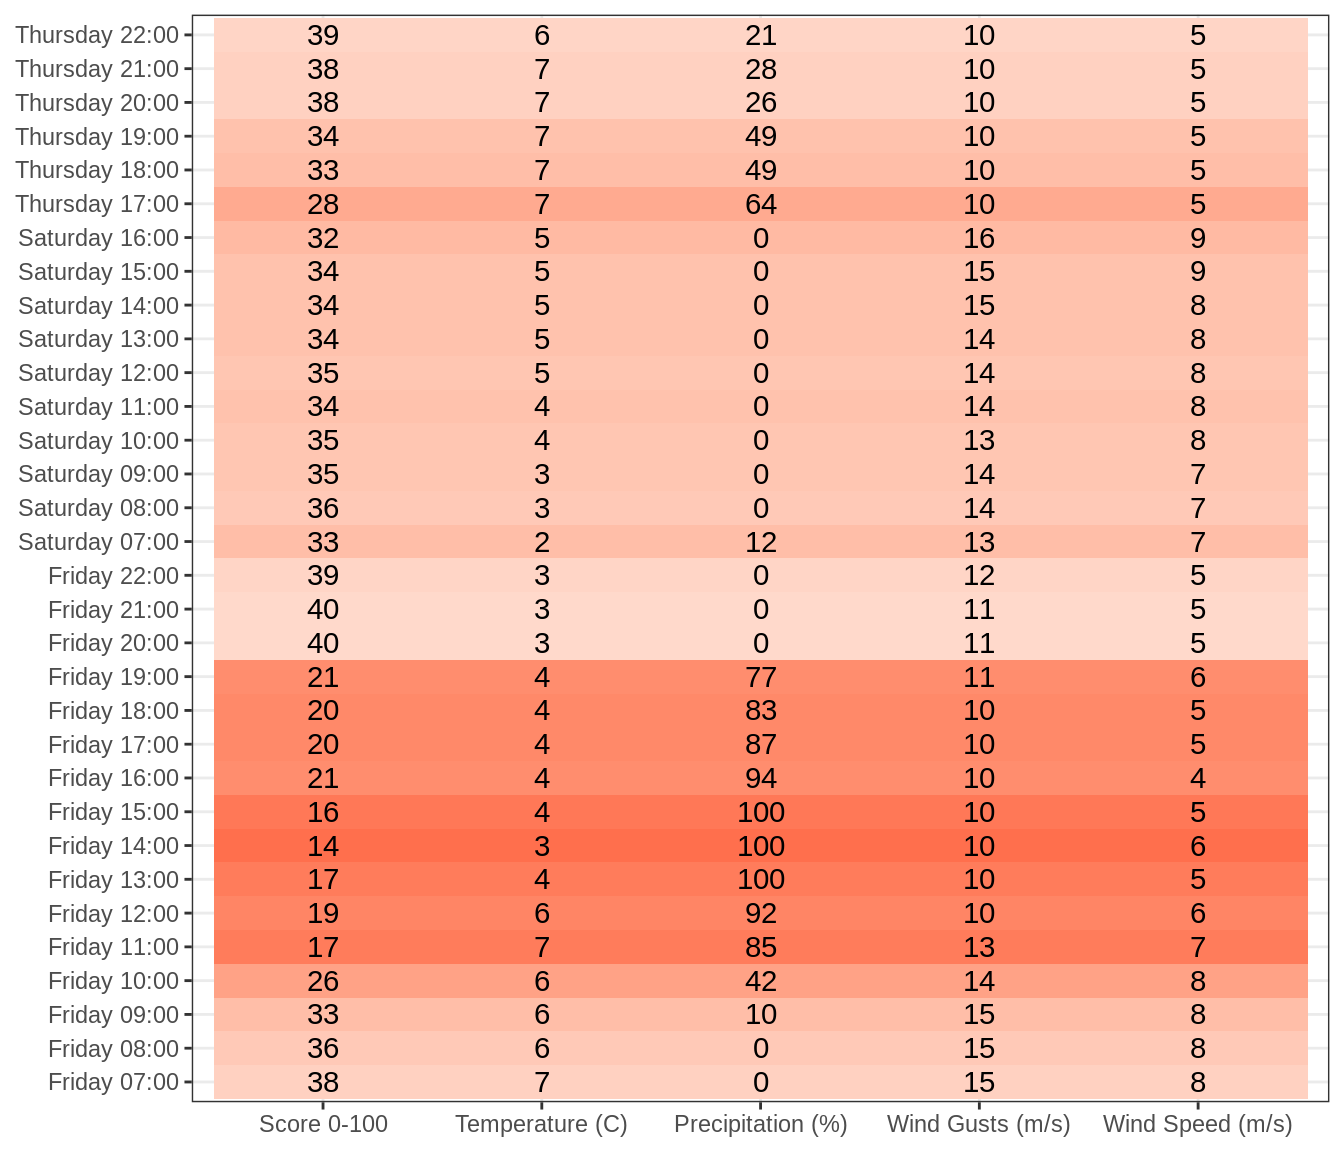 Thursday 22:00 39 6 21 10 5
Thursday 21:00 38 7 28 10 5
Thursday 20:00 38 7 26 10 5
Thursday 19:00 34 7 49 10 5
Thursday 18:00 33 7 49 10 5
Thursday 17:00 28 7 64 10 5
Saturday 16:00 32 5 0 16 9
Saturday 15:00 34 5 0 15 9
Saturday 14:00 34 5 0 15 8
Saturday 13:00 34 5 0 14 8
Saturday 12:00 35 5 0 14 8
Saturday 11:00 34 4 0 14 8
Saturday 10:00 35 4 0 13 8
Saturday 09:00 35 3 0 14 7
Saturday 08:00 36 3 0 14 7
Saturday 07:00 33 2 12 13 7
Friday 22:00 39 3 0 12 5
Friday 21:00 40 3 0 11 5
Friday 20:00 40 3 0 11 5
Friday 19:00 21 4 77 11 6
Friday 18:00 20 4 83 10 5
Friday 17:00 20 4 87 10 5
Friday 16:00 21 4 94 10 4
Friday 15:00 16 4 100 10 5
Friday 14:00 14 3 100 10 6
Friday 13:00 17 4 100 10 5
Friday 12:00 19 6 92 10 6
Friday 11:00 17 7 85 13 7
Friday 10:00 26 6 42 14 8
Friday 09:00 33 6 10 15 8
Friday 08:00 36 6 0 15 8
Friday 07:00 38 7 0 15 8
Score 0-100 Temperature (C) Precipitation (%) Wind Gusts (m/s) Wind Speed (m/s)